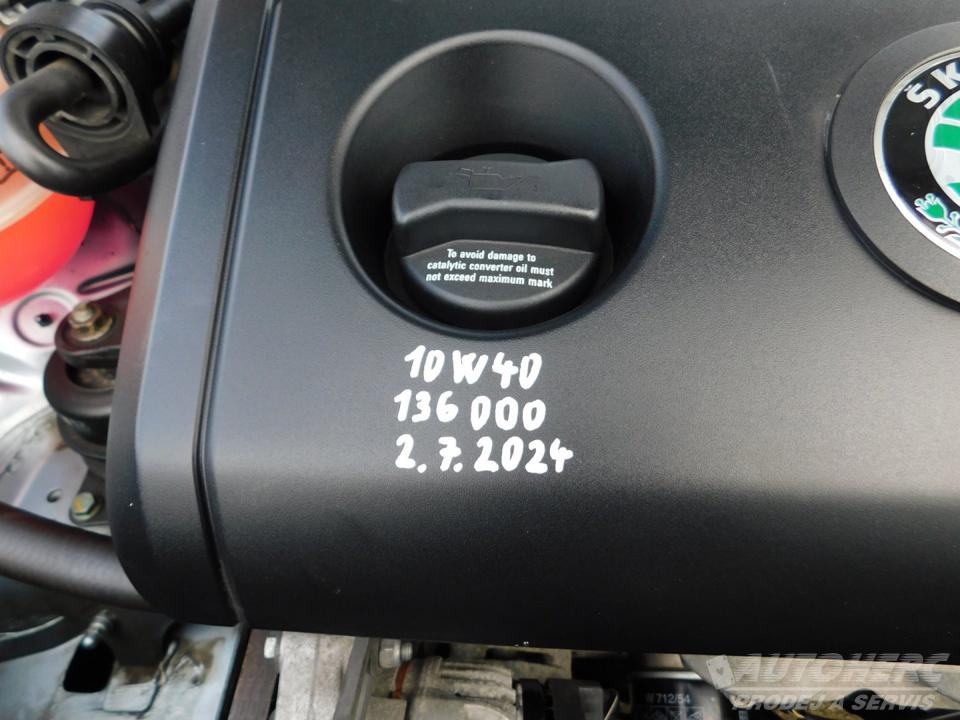 ŠK
To avoid damage to
catalytic converter oil must
not exceed maximum mark
10W40
136 000
2.7.2024
W 712/54
AUTOHERC
PRODEJ A SERVIS